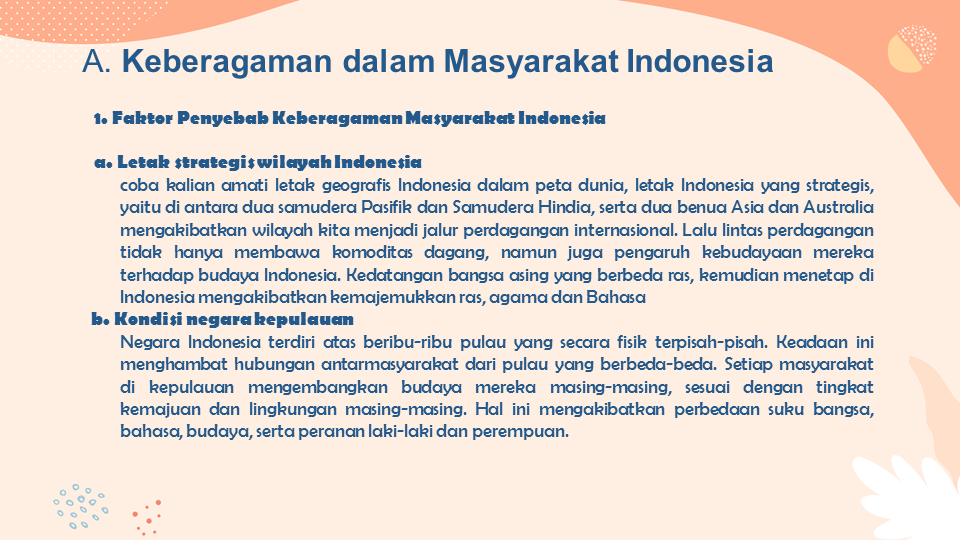 A. Keberagaman dalam Masyarakat Indonesia
1. Faktor Penyebab Keberagaman Masyarakat Indonesia
a. Letak strategis wilayah Indonesia
coba kalian amati letak geografis Indonesia dalam peta dunia, letak Indonesia yang strategis,
yaitu di antara dua samudera Pasifik dan Samudera Hindia, serta dua benua Asia dan Australia
mengakibatkan wilayah kita menjadi jalur perdagangan internasional. Lalu lintas perdagangan
tidak hanya membawa komoditas dagang, namun juga pengaruh kebudayaan mereka
terhadap budaya Indonesia. Kedatangan bangsa asing yang berbeda ras, kemudian menetap di
Indonesia mengakibatkan kemajemukkan ras, agama dan Bahasa
b. Kondisi negara kepulauan
Negara Indonesia terdiri atas beribu-ribu pulau yang secara fisik terpisah-pisah. Keadaan ini
menghambat hubungan antarmasyarakat dari pulau yang berbeda-beda. Setiap masyarakat
di kepulauan mengembangkan budaya mereka masing-masing, sesuai dengan tingkat
kemajuan dan lingkungan masing-masing. Hal ini mengakibatkan perbedaan suku bangsa,
bahasa, budaya, serta peranan laki-laki dan perempuan.